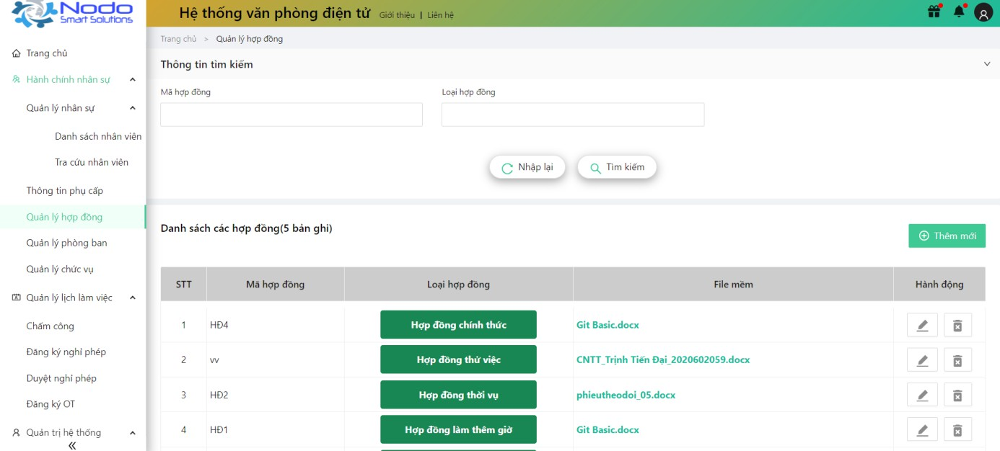 Nodo
Smart Solutions
Hệ thống văn phòng điện tử
Giới thiệu | Liên hệ
Trang chủ
Hành chính nhân sự
Quản lý nhân sự
Danh sách nhân viên
Tra cứu nhân viên
Thông tin phụ cấp
Quản lý hợp đồng
Quản lý phòng ban
Quản lý chức vụ
Quản lý lịch làm việc
Chấm công
Đăng ký nghỉ phép
Duyệt nghỉ phép
Đăng ký OT
Quản trị hệ thống
Trang chủ > Quản lý hợp đồng
Thông tin tìm kiếm
Mã hợp đồng Loại hợp đồng
Nhập lại Tìm kiếm
Danh sách các hợp đồng(5 bản ghi)
Thêm mới
STT Mã hợp đồng Loại hợp đồng File mềm Hành động
1 HĐ4 Hợp đồng chính thức Git Basic.docx
2 vv Hợp đồng thử việc CNTT_Trịnh Tiến Đại_2020602059.docx
3 HĐ2 Hợp đồng thời vụ phieutheodoi_05.docx
4 HĐ1 Hợp đồng làm thêm giờ Git Basic.docx